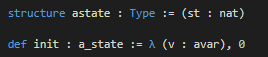 structure astate : Type := (st : nat)
def init : a_state := λ (v : avar), 0